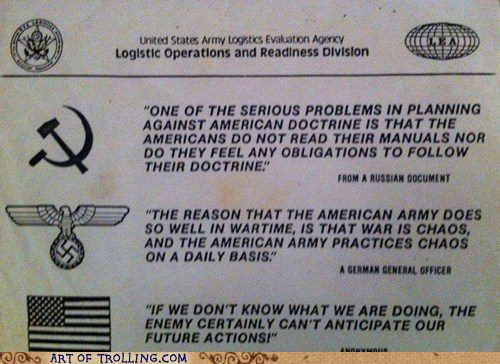 United States Army Logistics Evaluation Agency
Logistic Operations and Readiness Division
LEA
"ONE OF THE SERIOUS PROBLEMS IN PLANNING
AGAINST AMERICAN DOCTRINE IS THAT THE
AMERICANS DO NOT READ THEIR MANUALS NOR
DO THEY FEEL ANY OBLIGATIONS TO FOLLOW
THEIR DOCTRINE."
FROM A RUSSIAN DOCUMENT
"THE REASON THAT THE AMERICAN ARMY DOES
SO WELL IN WARTIME, IS THAT WAR IS CHAOS,
AND THE AMERICAN ARMY PRACTICES CHAOS
ON A DAILY BASIS."
A GERMAN GENERAL OFFICER
"IF WE DON'T KNOW WHAT WE ARE DOING, THE
ENEMY CERTAINLY CAN'T ANTICIPATE OUR
FUTURE ACTIONS!"
ANONYMOUS
ART OF TROLLING.COM